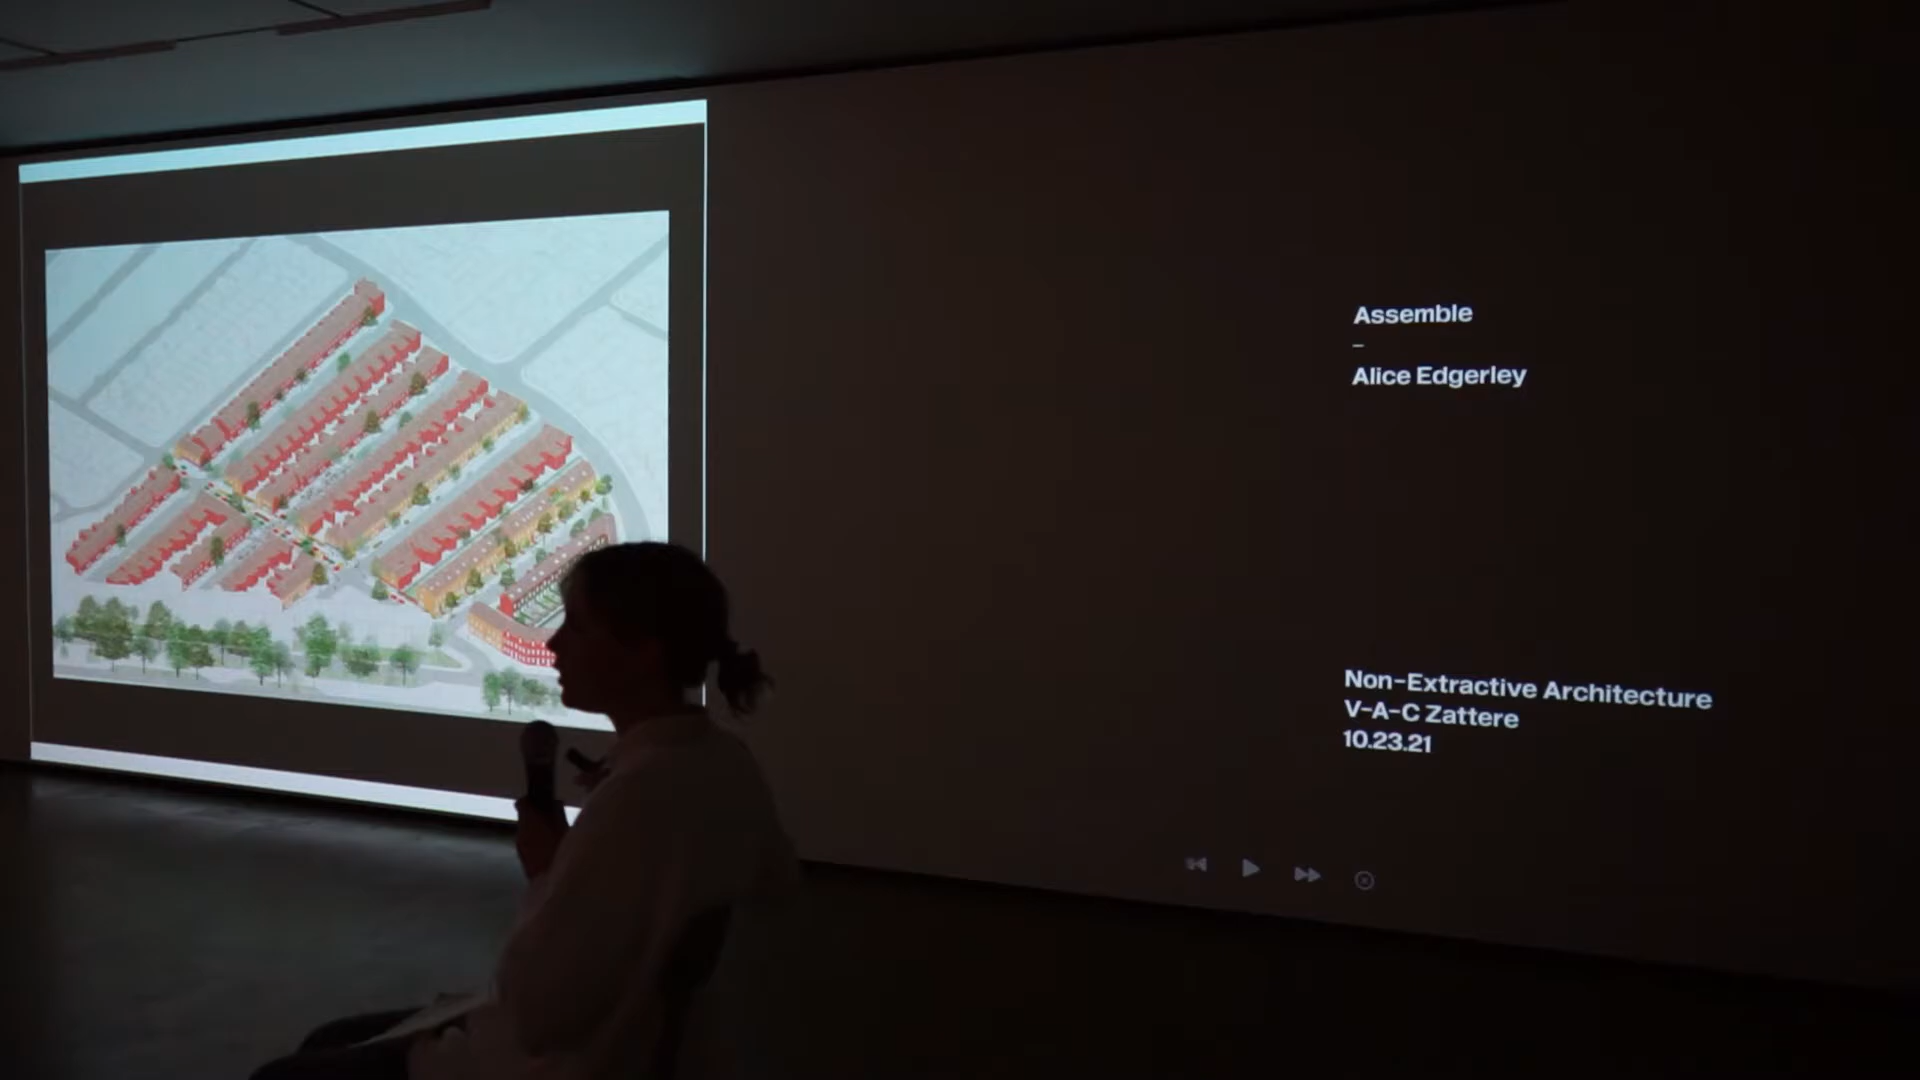 Assemble
–
Alice Edgerley
Non-Extractive Architecture
V-A-C Zattere
10.23.21